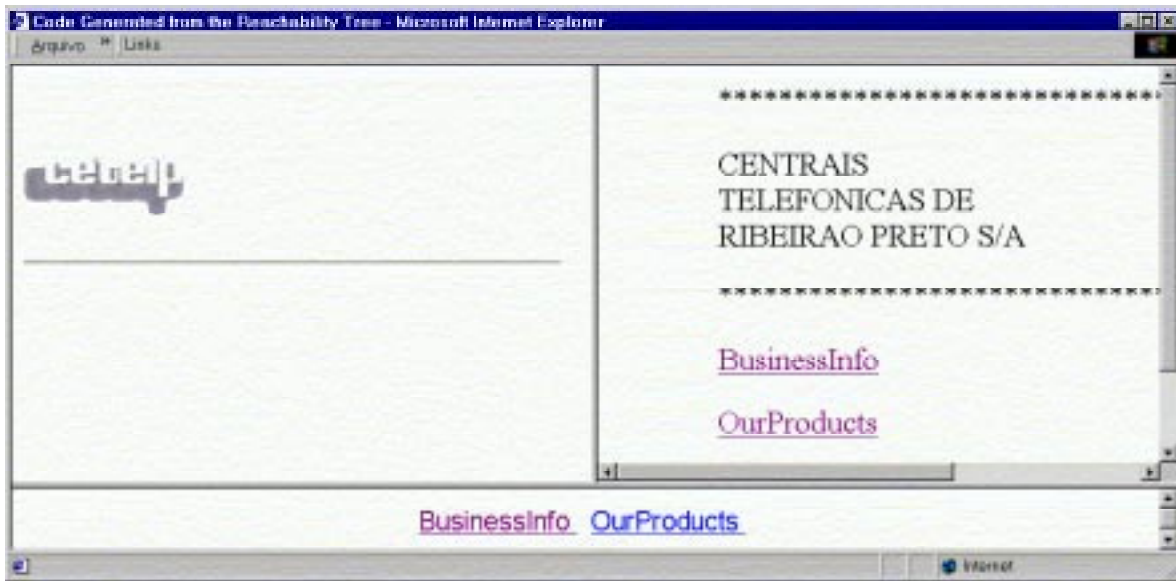 Code Generated from the Reachability Tree - Microsoft Internet Explorer
Arquivo » Links
ceterp
*****************************
CENTRAIS
TELEFONICAS DE
RIBEIRAO PRETO S/A
*****************************
BusinessInfo
OurProducts
BusinessInfo OurProducts
Internet